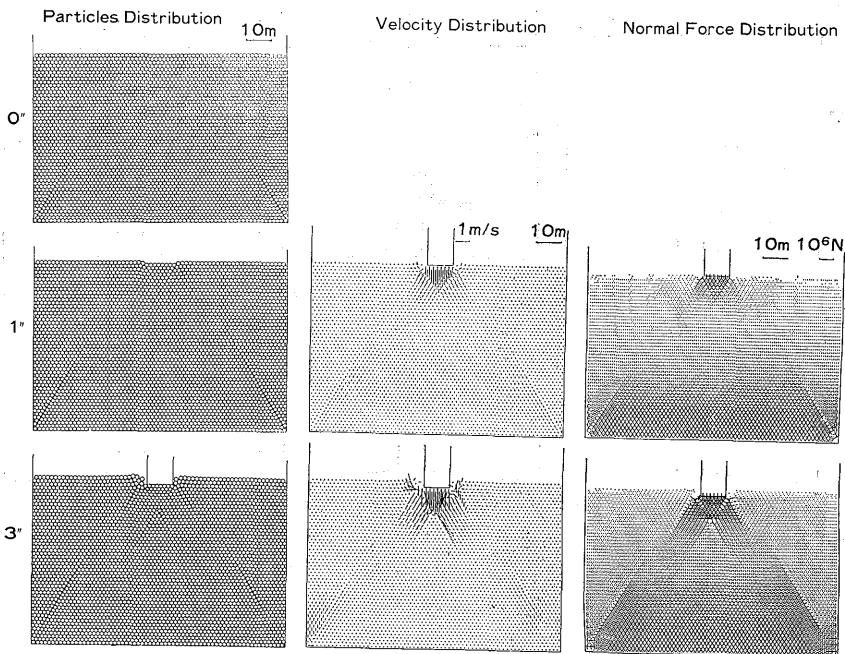 Particles Distribution
10m
Velocity Distribution
Normal Force Distribution
0"
1m/s
10m
10m 10⁶N
1"
3"